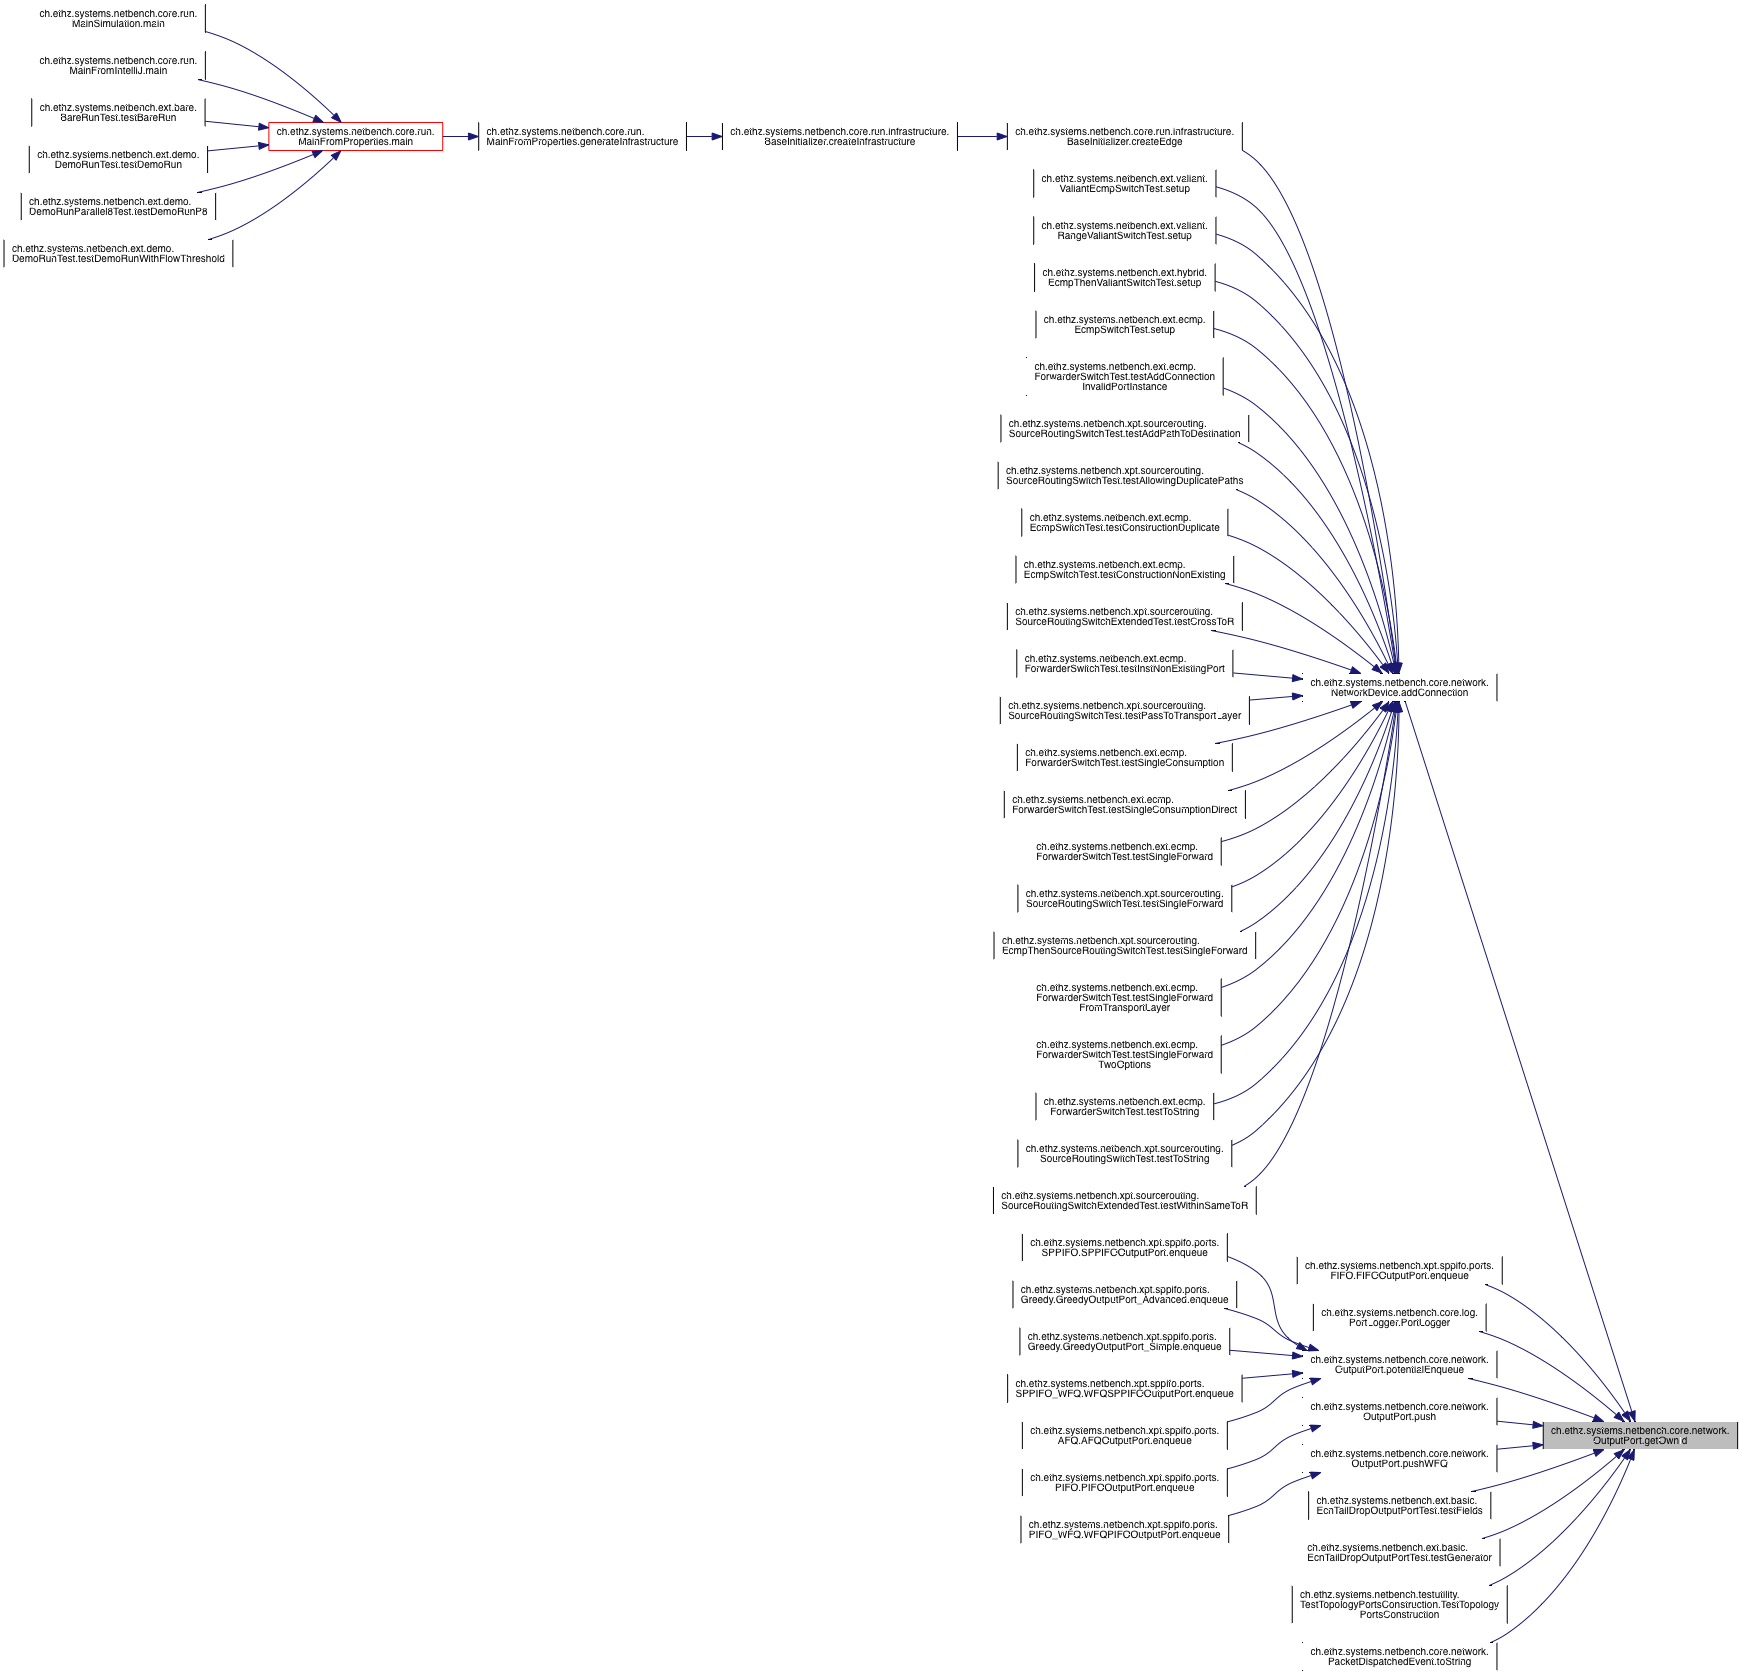 ch.ethz.systems.netbench.core.run.
MainSimulation.main
ch.ethz.systems.netbench.core.run.
MainFromIntelliJ.main
ch.ethz.systems.netbench.ext.bare.
BareRunTest.testBareRun
ch.ethz.systems.netbench.ext.demo.
DemoRunTest.testDemoRun
ch.ethz.systems.netbench.ext.demo.
DemoRunParallel8Test.testDemoRunP8
ch.ethz.systems.netbench.ext.demo.
DemoRunTest.testDemoRunWithFlowThreshold
ch.ethz.systems.netbench.core.run.
MainFromProperties.main
ch.ethz.systems.netbench.core.run.
MainFromProperties.generateInfrastructure
ch.ethz.systems.netbench.core.run.infrastructure.
BaseInitializer.createInfrastructure
ch.ethz.systems.netbench.core.run.infrastructure.
BaseInitializer.createEdge
ch.ethz.systems.netbench.ext.valiant.
ValiantEcmpSwitchTest.setup
ch.ethz.systems.netbench.ext.valiant.
RangeValiantSwitchTest.setup
ch.ethz.systems.netbench.ext.hybrid.
EcmpThenValiantSwitchTest.setup
ch.ethz.systems.netbench.ext.ecmp.
EcmpSwitchTest.setup
ch.ethz.systems.netbench.ext.ecmp.
ForwarderSwitchTest.testAddConnection
InvalidPortInstance
ch.ethz.systems.netbench.xpt.sourcerouting.
SourceRoutingSwitchTest.testAddPathToDestination
ch.ethz.systems.netbench.xpt.sourcerouting.
SourceRoutingSwitchTest.testAllowingDuplicatePaths
ch.ethz.systems.netbench.ext.ecmp.
EcmpSwitchTest.testConstructionDuplicate
ch.ethz.systems.netbench.ext.ecmp.
EcmpSwitchTest.testConstructionNonExisting
ch.ethz.systems.netbench.xpt.sourcerouting.
SourceRoutingSwitchExtendedTest.testCrossToR
ch.ethz.systems.netbench.ext.ecmp.
ForwarderSwitchTest.testInstNonExistingPort
ch.ethz.systems.netbench.xpt.sourcerouting.
SourceRoutingSwitchTest.testPassToTransportLayer
ch.ethz.systems.netbench.ext.ecmp.
ForwarderSwitchTest.testSingleConsumption
ch.ethz.systems.netbench.ext.ecmp.
ForwarderSwitchTest.testSingleConsumptionDirect
ch.ethz.systems.netbench.ext.ecmp.
ForwarderSwitchTest.testSingleForward
ch.ethz.systems.netbench.xpt.sourcerouting.
SourceRoutingSwitchTest.testSingleForward
ch.ethz.systems.netbench.xpt.sourcerouting.
EcmpThenSourceRoutingSwitchTest.testSingleForward
ch.ethz.systems.netbench.ext.ecmp.
ForwarderSwitchTest.testSingleForward
FromTransportLayer
ch.ethz.systems.netbench.ext.ecmp.
ForwarderSwitchTest.testSingleForward
TwoOptions
ch.ethz.systems.netbench.ext.ecmp.
ForwarderSwitchTest.testToString
ch.ethz.systems.netbench.xpt.sourcerouting.
SourceRoutingSwitchTest.testToString
ch.ethz.systems.netbench.xpt.sourcerouting.
SourceRoutingSwitchExtendedTest.testWithinSameToR
ch.ethz.systems.netbench.core.network.
NetworkDevice.addConnection
ch.ethz.systems.netbench.xpt.sppifo.ports.
SPPIFO.SPPIFOOutputPort.enqueue
ch.ethz.systems.netbench.xpt.sppifo.ports.
Greedy.GreedyOutputPort_Advanced.enqueue
ch.ethz.systems.netbench.xpt.sppifo.ports.
Greedy.GreedyOutputPort_Simple.enqueue
ch.ethz.systems.netbench.xpt.sppifo.ports.
SPPIFO_WFQ.WFQSPPIFOOutputPort.enqueue
ch.ethz.systems.netbench.xpt.sppifo.ports.
AFQ.AFQOutputPort.enqueue
ch.ethz.systems.netbench.xpt.sppifo.ports.
PIFO.PIFOOutputPort.enqueue
ch.ethz.systems.netbench.xpt.sppifo.ports.
PIFO_WFQ.WFQPIFOOutputPort.enqueue
ch.ethz.systems.netbench.xpt.sppifo.ports.
FIFO.FIFOOutputPort.enqueue
ch.ethz.systems.netbench.core.log.
PortLogger.PortLogger
ch.ethz.systems.netbench.core.network.
OutputPort.potentialEnqueue
ch.ethz.systems.netbench.core.network.
OutputPort.push
ch.ethz.systems.netbench.core.network.
OutputPort.pushWFQ
ch.ethz.systems.netbench.ext.basic.
EcnTailDropOutputPortTest.testFields
ch.ethz.systems.netbench.ext.basic.
EcnTailDropOutputPortTest.testGenerator
ch.ethz.systems.netbench.testutility.
TestTopologyPortsConstruction.TestTopology
PortsConstruction
ch.ethz.systems.netbench.core.network.
PacketDispatchedEvent.toString
ch.ethz.systems.netbench.core.network.
OutputPort.getOwnId